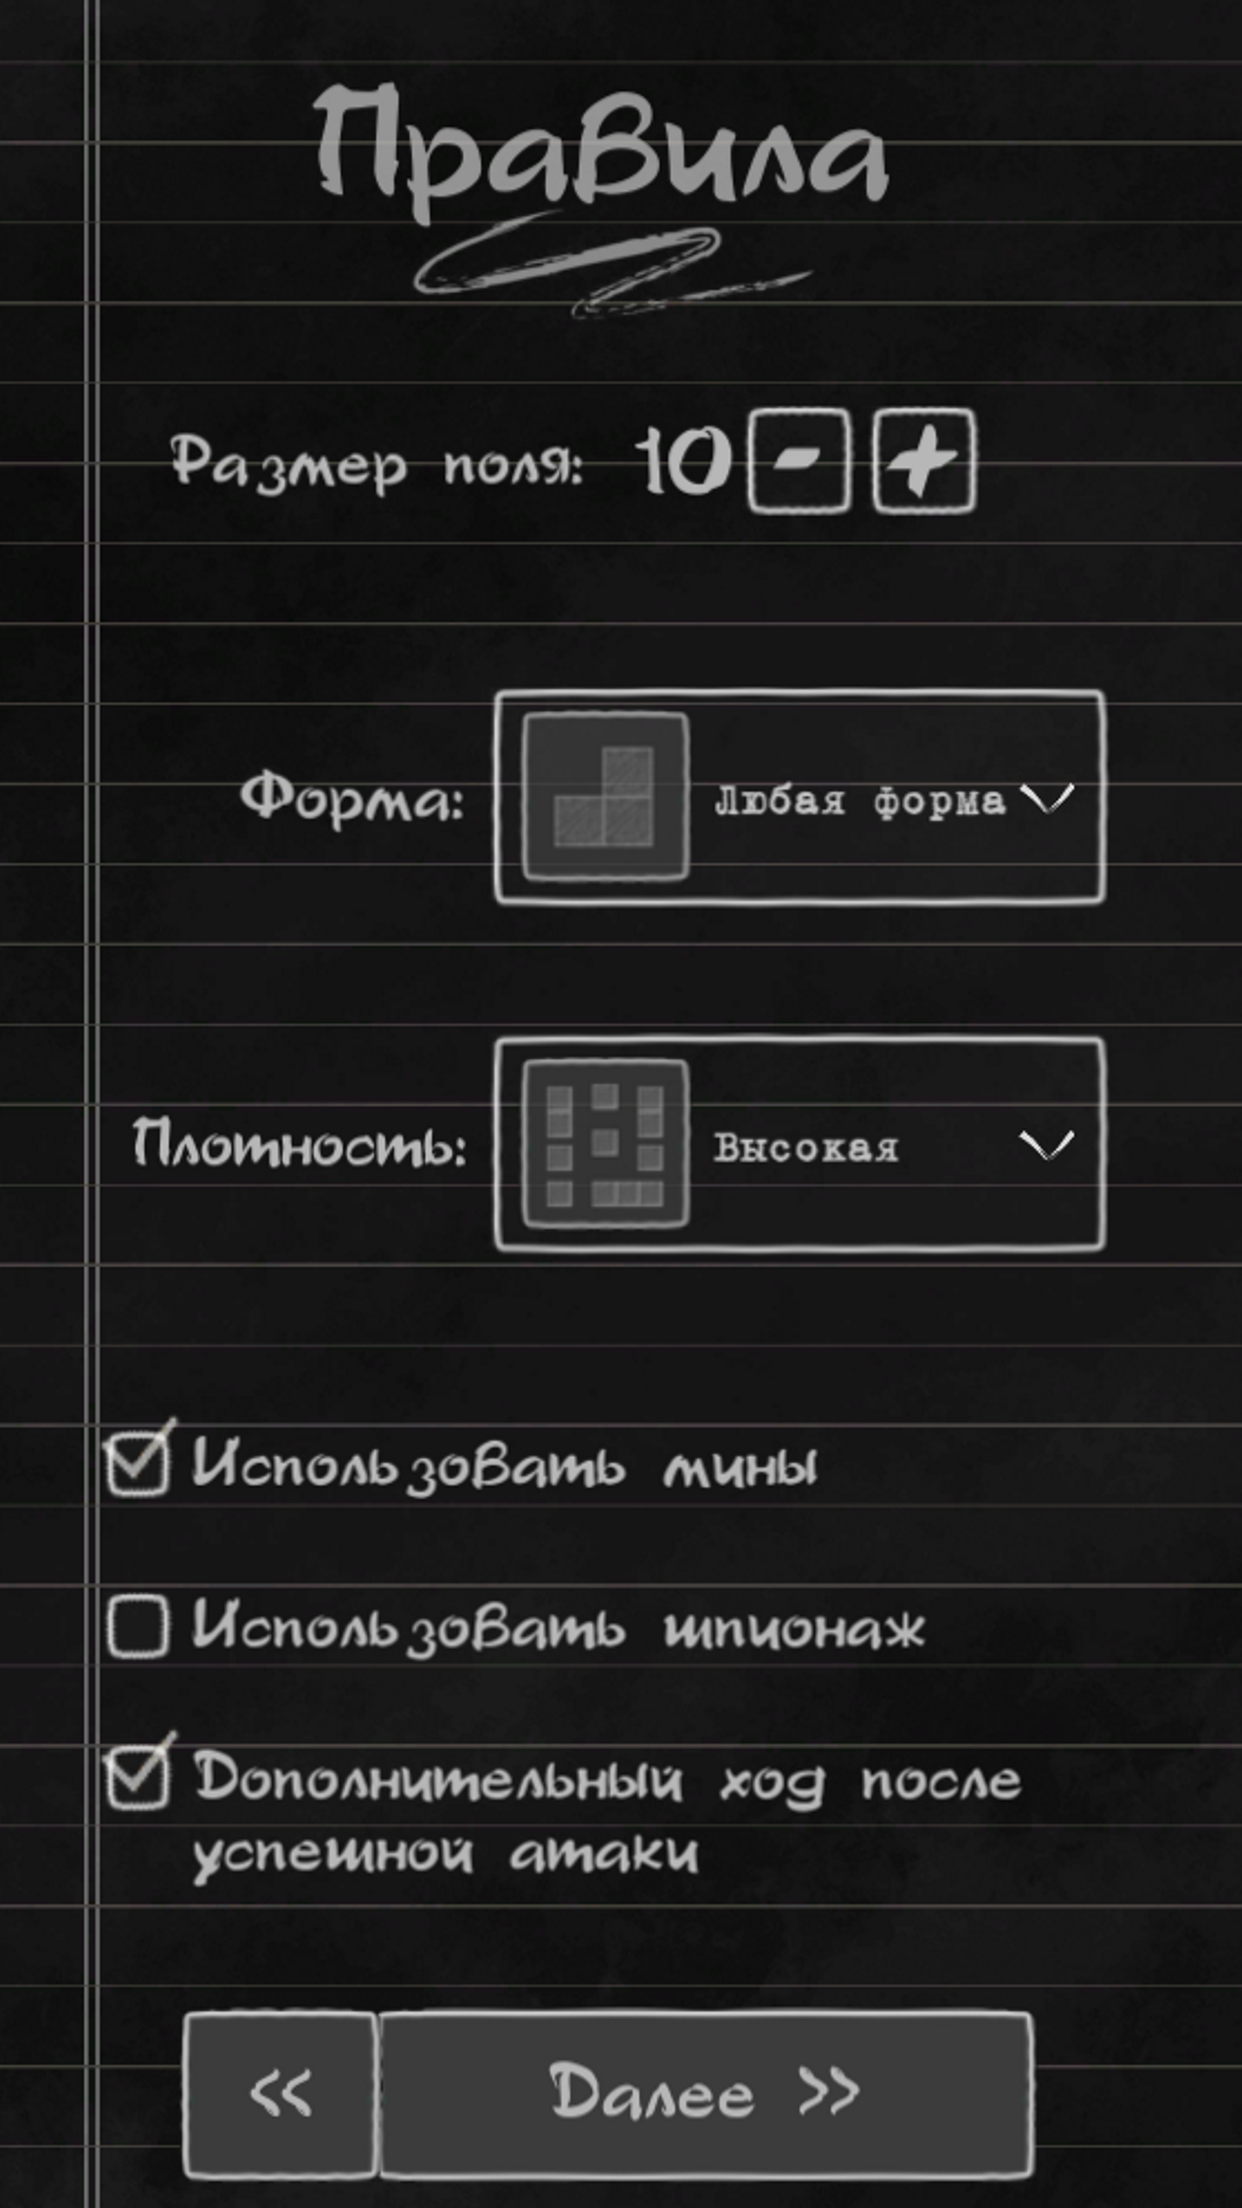 Правила
Размер поля: 10 - +
Форма: Любая форма
Плотность: Высокая
Использовать мины
Использовать шпионаж
Дополнительный ход после
успешной атаки
<< Далее >>